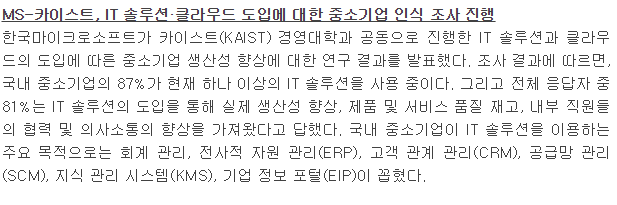 MS-카이스트, IT 솔루션·클라우드 도입에 대한 중소기업 인식 조사 진행
한국마이크로소프트가 카이스트(KAIST) 경영대학과 공동으로 진행한 IT 솔루션과 클라우
드의 도입에 따른 중소기업 생산성 향상에 대한 연구 결과를 발표했다. 조사 결과에 따르면,
국내 중소기업의 87%가 현재 하나 이상의 IT 솔루션을 사용 중이다. 그리고 전체 응답자 중
81%는 IT 솔루션의 도입을 통해 실제 생산성 향상, 제품 및 서비스 품질 재고, 내부 직원들
의 협력 및 의사소통의 향상을 가져왔다고 답했다. 국내 중소기업이 IT 솔루션을 이용하는
주요 목적으로는 회계 관리, 전사적 자원 관리(ERP), 고객 관계 관리(CRM), 공급망 관리
(SCM), 지식 관리 시스템(KMS), 기업 정보 포털(EIP)이 꼽혔다.